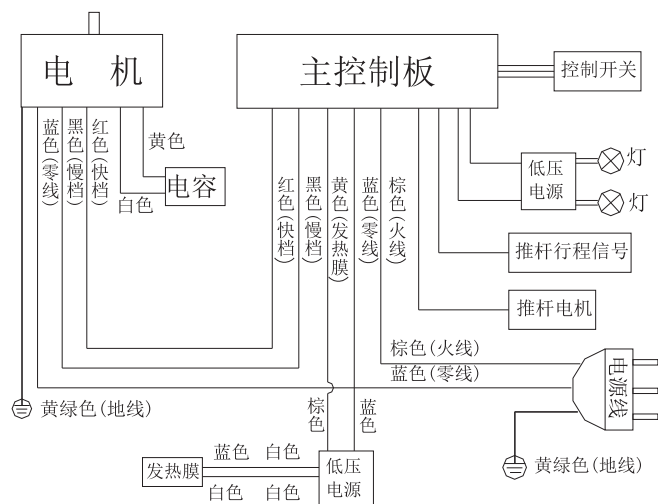 电 机
主控制板
控制开关
蓝色(零线)
黑色(慢档)
红色(快档)
黄色
电容
白色
红色(快档)
黑色(慢档)
黄色(发热膜)
蓝色(零线)
棕色(火线)
低压
电源
灯
灯
推杆行程信号
推杆电机
棕色(火线)
蓝色(零线)
电源线
黄绿色(地线)
棕色
蓝色
黄绿色(地线)
发热膜
蓝色 白色
白色 白色
低压
电源